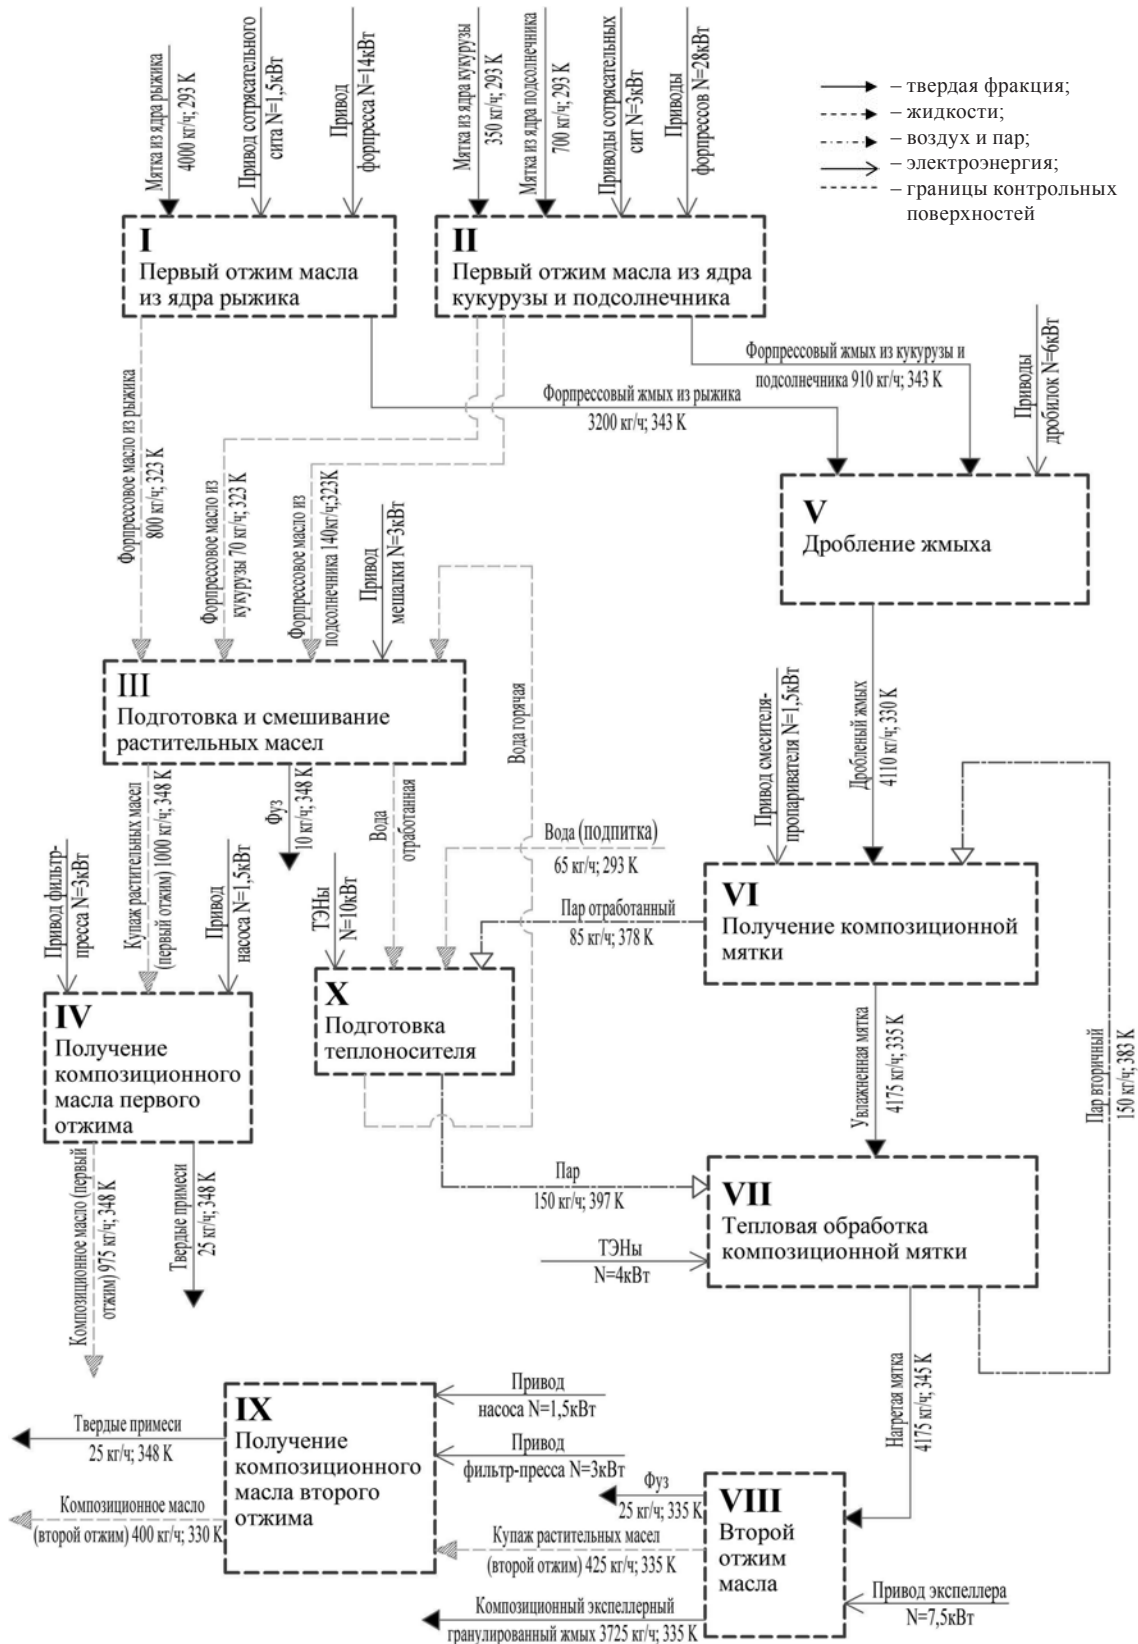 Мятка из ядра рыжика
4000 кг/ч; 293 К
Привод сотрясательного
сита N=1,5кВт
Привод
форпресса N=14кВт
Мятка из ядра кукурузы
350 кг/ч; 293 К
Мятка из ядра подсолнечника
700 кг/ч; 293 К
Приводы сотрясательных
сит N=3кВт
Приводы
форпрессов N=28кВт
– твердая фракция;
– жидкости;
– воздух и пар;
– электроэнергия;
– границы контрольных
поверхностей
I
Первый отжим масла
из ядра рыжика
II
Первый отжим масла из ядра
кукурузы и подсолнечника
Форпрессовый жмых из кукурузы и
подсолнечника 910 кг/ч; 343 К
Форпрессовый жмых из рыжика
3200 кг/ч; 343 К
Приводы
дробилок N=6кВт
Форпрессовое масло из рыжика
800 кг/ч; 323 К
Форпрессовое масло из
кукурузы 70 кг/ч; 323 К
Форпрессовое масло из
подсолнечника 140кг/ч;323К
Привод
мешалки N=3кВт
V
Дробление жмыха
III
Подготовка и смешивание
растительных масел
Вода горячая
Привод смесителя-
пропаривателя N=1,5кВт
Дробленый жмых
4110 кг/ч; 330 К
Привод фильтр-
пресса N=3кВт
Купаж растительных масел
(первый отжим) 1000 кг/ч; 348 К
Привод
насоса N=1,5кВт
Фуз
10 кг/ч; 348 К
Вода
отработанная
ТЭНы
N=10кВт
Вода (подпитка)
65 кг/ч; 293 К
Пар отработанный
85 кг/ч; 378 К
VI
Получение композиционной
мятки
IV
Получение
композиционного
масла первого
отжима
X
Подготовка
теплоносителя
Увлажненная мятка
4175 кг/ч; 335 К
Пар вторичный
150 кг/ч; 383 К
Композиционное масло (первый
отжим) 975 кг/ч; 348 К
Твердые примеси
25 кг/ч; 348 К
Пар
150 кг/ч; 397 К
ТЭНы
N=4кВт
VII
Тепловая обработка
композиционной мятки
Нагретая мятка
4175 кг/ч; 345 К
Твердые примеси
25 кг/ч; 348 К
Композиционное масло
(второй отжим) 400 кг/ч; 330 К
IX
Получение
композиционного
масла второго
отжима
Привод
насоса N=1,5кВт
Привод
фильтр-пресса N=3кВт
Фуз
25 кг/ч; 335 К
Купаж растительных масел
(второй отжим) 425 кг/ч; 335 К
Композиционный экспеллерный
гранулированный жмых 3725 кг/ч; 335 К
VIII
Второй
отжим
масла
Привод экспеллера
N=7,5кВт